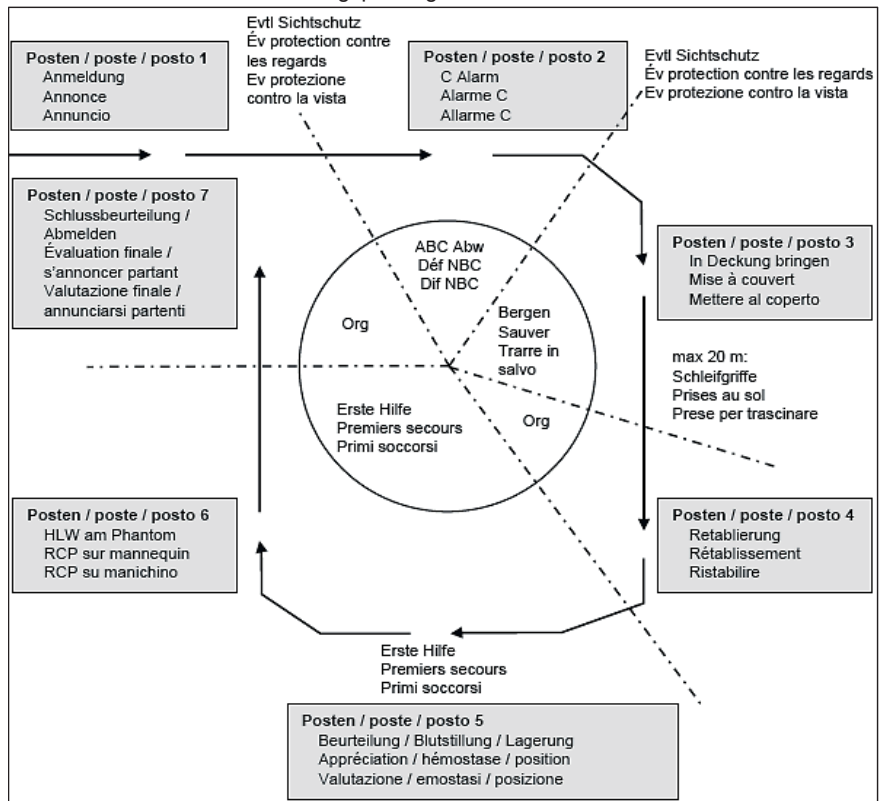 Posten / poste / posto 1
Anmeldung
Annonce
Annuncio
Evtl Sichtschutz
Év protection contre
les regards
Ev protezione
contro la vista
Posten / poste / posto 2
C Alarm
Alarme C
Allarme C
Evtl Sichtschutz
Év protection contre les regards
Ev protezione contro la vista
Posten / poste / posto 7
Schlussbeurteilung /
Abmelden
Évaluation finale /
s'annoncer partant
Valutazione finale /
annunciarsi partenti
ABC Abw
Déf NBC
Dif NBC
Org
Bergen
Sauver
Trarre in
salvo
Posten / poste / posto 3
In Deckung bringen
Mise à couvert
Mettere al coperto
max 20 m:
Schleifgriffe
Prises au sol
Prese per trascinare
Erste Hilfe
Premiers secours
Primi soccorsi
Org
Posten / poste / posto 6
HLW am Phantom
RCP sur mannequin
RCP su manichino
Posten / poste / posto 4
Retablierung
Rétablissement
Ristabilire
Erste Hilfe
Premiers secours
Primi soccorsi
Posten / poste / posto 5
Beurteilung / Blutstillung / Lagerung
Appréciation / hémostase / position
Valutazione / emostasi / posizione